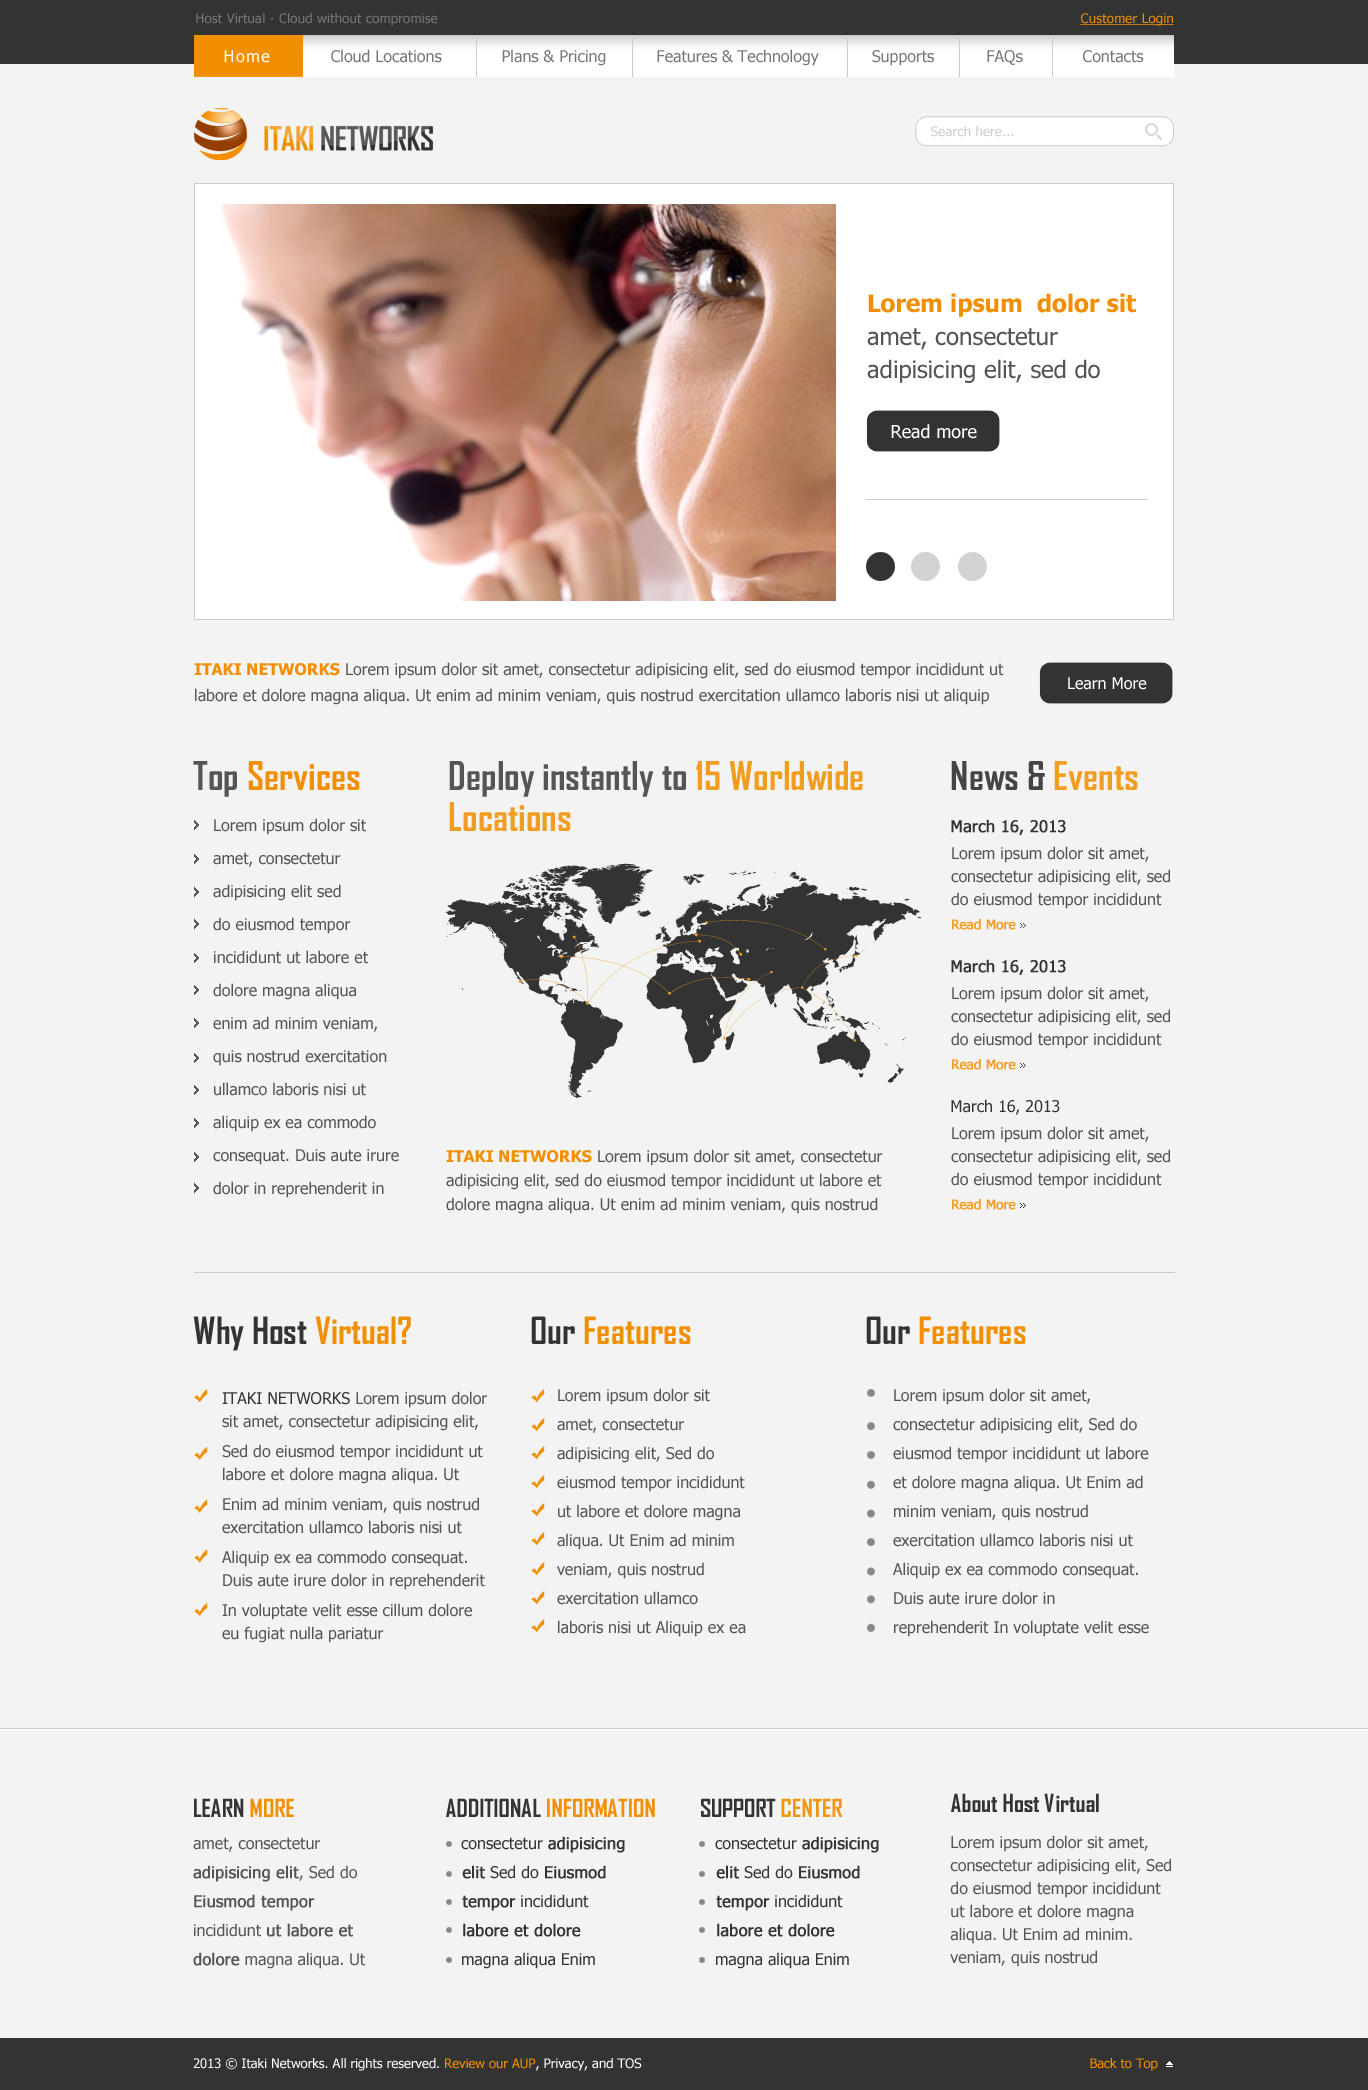 Host Virtual - Cloud without compromise
Customer Login
Home
Cloud Locations
Plans & Pricing
Features & Technology
Supports
FAQs
Contacts
ITAKI NETWORKS
Search here...
Lorem ipsum dolor sit
amet, consectetur
adipisicing elit, sed do
Read more
ITAKI NETWORKS Lorem ipsum dolor sit amet, consectetur adipisicing elit, sed do eiusmod tempor incididunt ut
labore et dolore magna aliqua. Ut enim ad minim veniam, quis nostrud exercitation ullamco laboris nisi ut aliquip
Learn More
Top Services
Lorem ipsum dolor sit
amet, consectetur
adipisicing elit sed
do eiusmod tempor
incididunt ut labore et
dolore magna aliqua
enim ad minim veniam,
quis nostrud exercitation
ullamco laboris nisi ut
aliquip ex ea commodo
consequat. Duis aute irure
dolor in reprehenderit in
Deploy instantly to 15 Worldwide
Locations
ITAKI NETWORKS Lorem ipsum dolor sit amet, consectetur
adipisicing elit, sed do eiusmod tempor incididunt ut labore et
dolore magna aliqua. Ut enim ad minim veniam, quis nostrud
News & Events
March 16, 2013
Lorem ipsum dolor sit amet,
consectetur adipisicing elit, sed
do eiusmod tempor incididunt
Read More »
March 16, 2013
Lorem ipsum dolor sit amet,
consectetur adipisicing elit, sed
do eiusmod tempor incididunt
Read More »
March 16, 2013
Lorem ipsum dolor sit amet,
consectetur adipisicing elit, sed
do eiusmod tempor incididunt
Read More »
Why Host Virtual?
ITAKI NETWORKS Lorem ipsum dolor
sit amet, consectetur adipisicing elit,
Sed do eiusmod tempor incididunt ut
labore et dolore magna aliqua. Ut
Enim ad minim veniam, quis nostrud
exercitation ullamco laboris nisi ut
Aliquip ex ea commodo consequat.
Duis aute irure dolor in reprehenderit
In voluptate velit esse cillum dolore
eu fugiat nulla pariatur
Our Features
Lorem ipsum dolor sit
amet, consectetur
adipisicing elit, Sed do
eiusmod tempor incididunt
ut labore et dolore magna
aliqua. Ut Enim ad minim
veniam, quis nostrud
exercitation ullamco
laboris nisi ut Aliquip ex ea
Our Features
Lorem ipsum dolor sit amet,
consectetur adipisicing elit, Sed do
eiusmod tempor incididunt ut labore
et dolore magna aliqua. Ut Enim ad
minim veniam, quis nostrud
exercitation ullamco laboris nisi ut
Aliquip ex ea commodo consequat.
Duis aute irure dolor in
reprehenderit In voluptate velit esse
LEARN MORE
amet, consectetur
adipisicing elit, Sed do
Eiusmod tempor
incididunt ut labore et
dolore magna aliqua. Ut
ADDITIONAL INFORMATION
consectetur adipisicing
elit Sed do Eiusmod
tempor incididunt
labore et dolore
magna aliqua Enim
SUPPORT CENTER
consectetur adipisicing
elit Sed do Eiusmod
tempor incididunt
labore et dolore
magna aliqua Enim
About Host Virtual
Lorem ipsum dolor sit amet,
consectetur adipisicing elit, Sed
do eiusmod tempor incididunt
ut labore et dolore magna
aliqua. Ut Enim ad minim.
veniam, quis nostrud
2013 © Itaki Networks. All rights reserved. Review our AUP, Privacy, and TOS
Back to Top